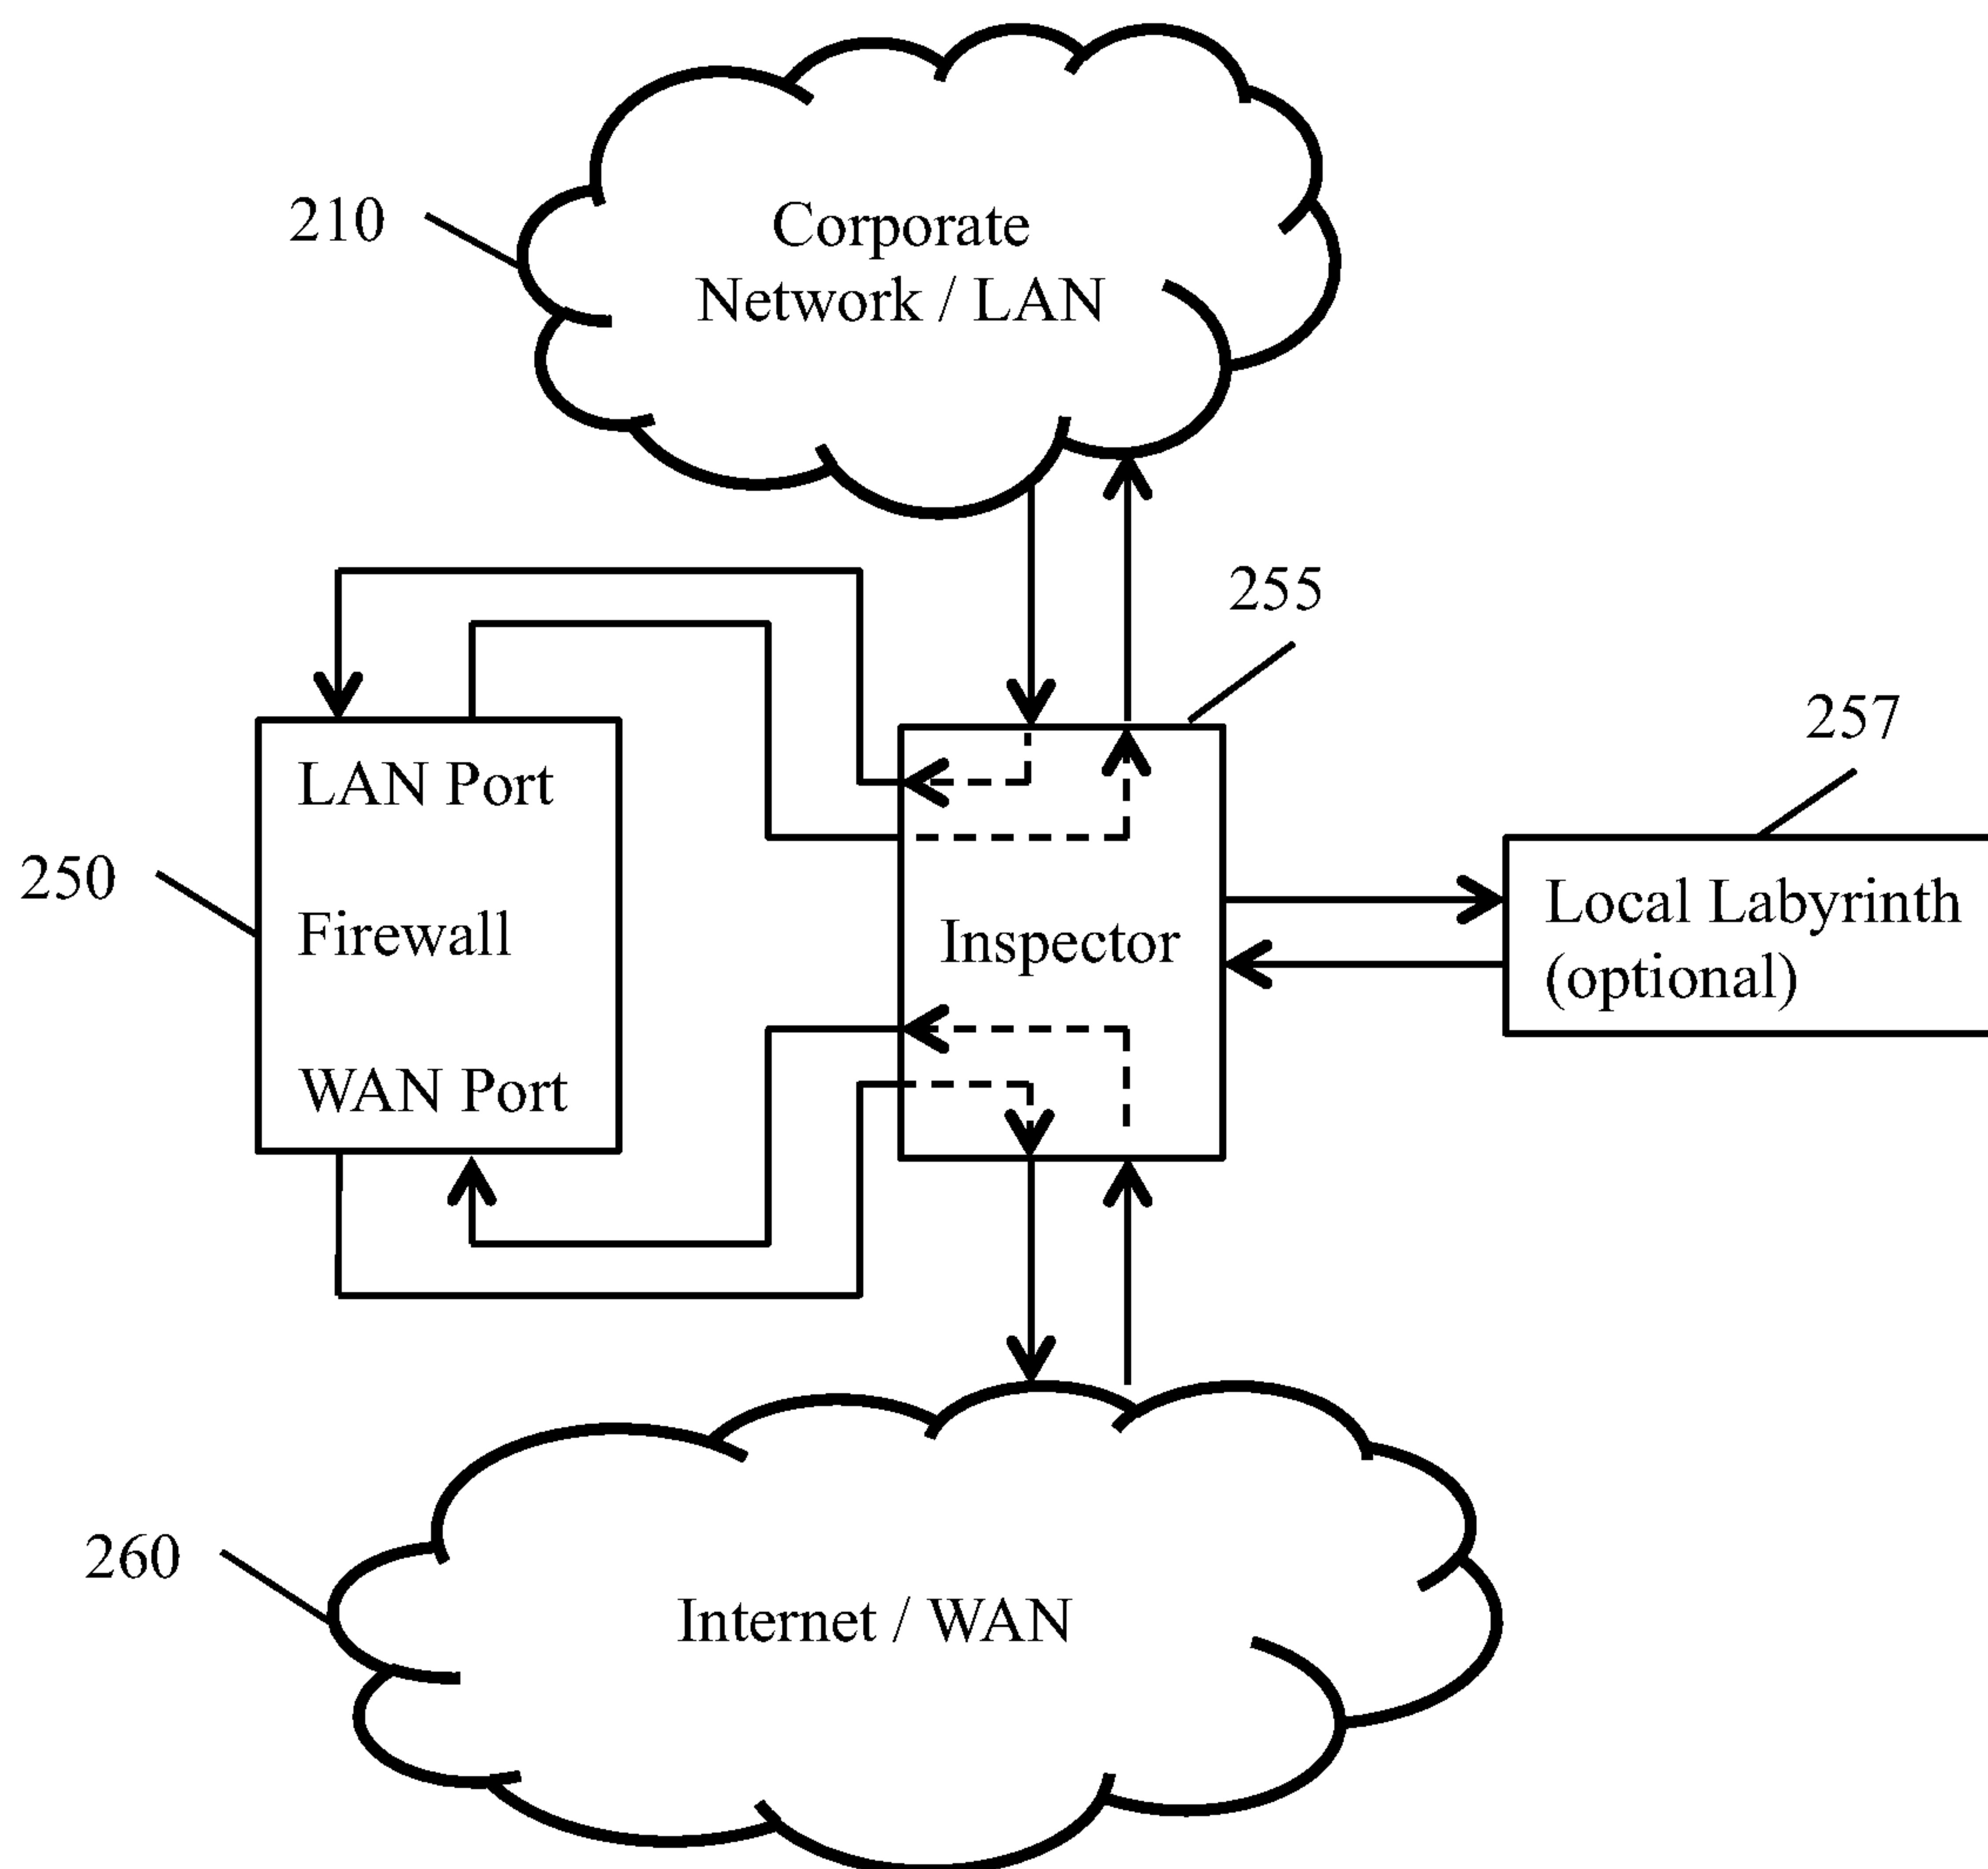 210
Corporate
Network / LAN
255
257
LAN Port
250
Firewall
WAN Port
Inspector
Local Labyrinth
(optional)
260
Internet / WAN